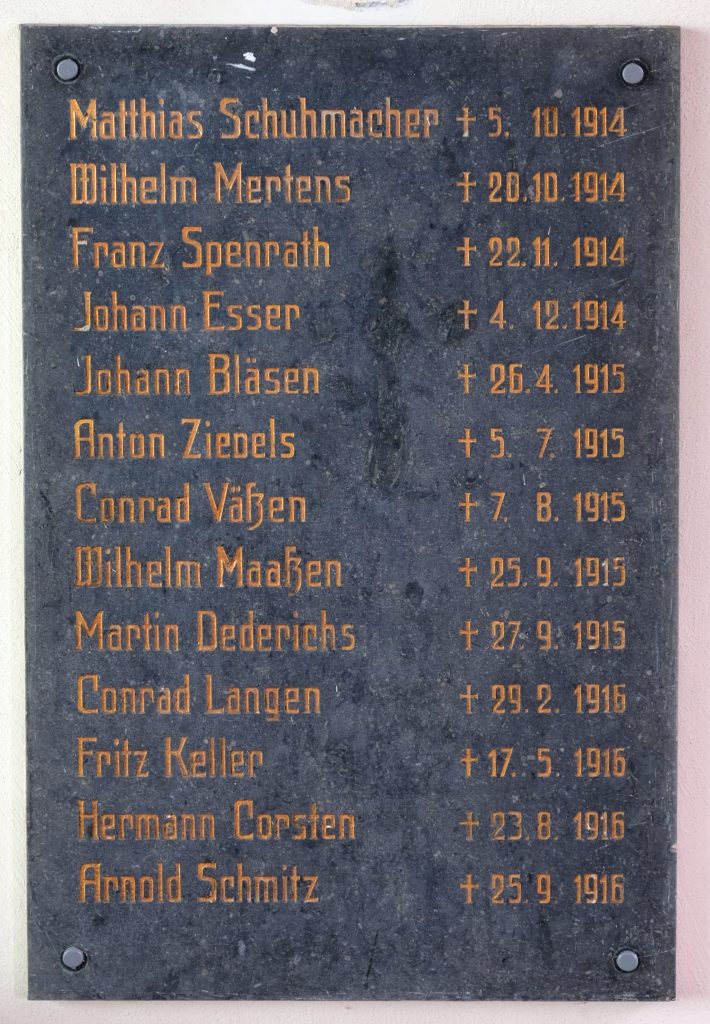 Matthias Schuhmacher † 5. 10. 1914
Wilhelm Mertens † 20.10.1914
Franz Spenrath † 22.11. 1914
Johann Esser † 4. 12.1914
Johann Bläsen † 26.4. 1915
Anton Ziebels † 5. 7. 1915
Conrad Väßen † 7. 8. 1915
Wilhelm Maaßen † 25.9. 1915
Martin Dederichs † 27.9. 1915
Conrad Langen † 29.2. 1916
Fritz Keller † 17. 5. 1916
Hermann Corsten † 23.8. 1916
Arnold Schmitz † 25.9 1916